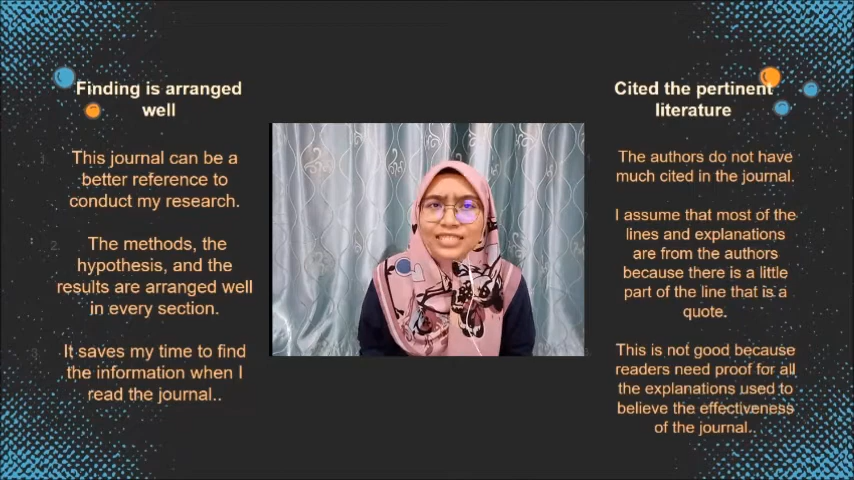 Finding is arranged
well
1.
This journal can be a
better reference to
conduct my research.
2.
The methods, the
hypothesis, and the
results are arranged well
in every section.
3.
It saves my time to find
the information when I
read the journal..
Cited the pertinent
literature
The authors do not have
much cited in the journal.
I assume that most of the
lines and explanations
are from the authors
because there is a little
part of the line that is a
quote.
This is not good because
readers need proof for all
the explanations used to
believe the effectiveness
of the journal..